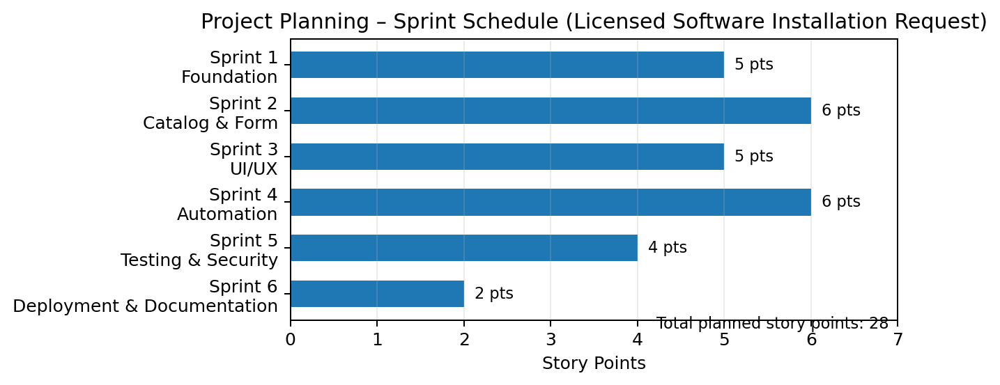 Project Planning – Sprint Schedule (Licensed Software Installation Request)
Sprint 1
Foundation
5 pts
Sprint 2
Catalog & Form
6 pts
Sprint 3
UI/UX
5 pts
Sprint 4
Automation
6 pts
Sprint 5
Testing & Security
4 pts
Sprint 6
Deployment & Documentation
2 pts
Total planned story points: 28
0 1 2 3 4 5 6 7
Story Points